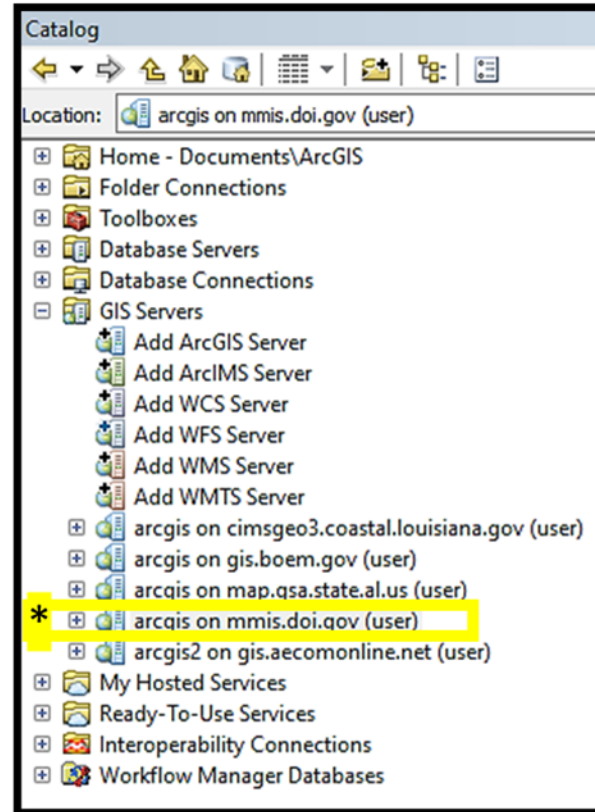 Catalog
Location: arcgis on mmis.doi.gov (user)
Home - Documents\ArcGIS
Folder Connections
Toolboxes
Database Servers
Database Connections
GIS Servers
Add ArcGIS Server
Add ArcIMS Server
Add WCS Server
Add WFS Server
Add WMS Server
Add WMTS Server
arcgis on cimsgeo3.coastal.louisiana.gov (user)
arcgis on gis.boem.gov (user)
arcgis on map.gsa.state.al.us (user)
* arcgis on mmis.doi.gov (user)
arcgis2 on gis.aecomonline.net (user)
My Hosted Services
Ready-To-Use Services
Interoperability Connections
Workflow Manager Databases